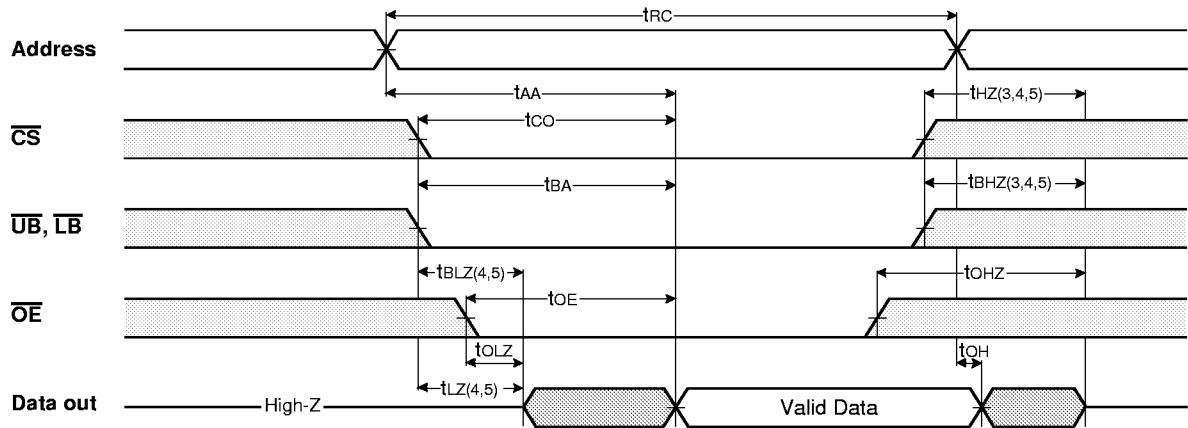 tRC
Address
tAA
tHZ(3,4,5)
CS
tCO
tBA
tBHZ(3,4,5)
UB, LB
tBLZ(4,5)
tOHZ
tOE
OE
tOLZ
tOH
tLZ(4,5)
Data out
High-Z
Valid Data